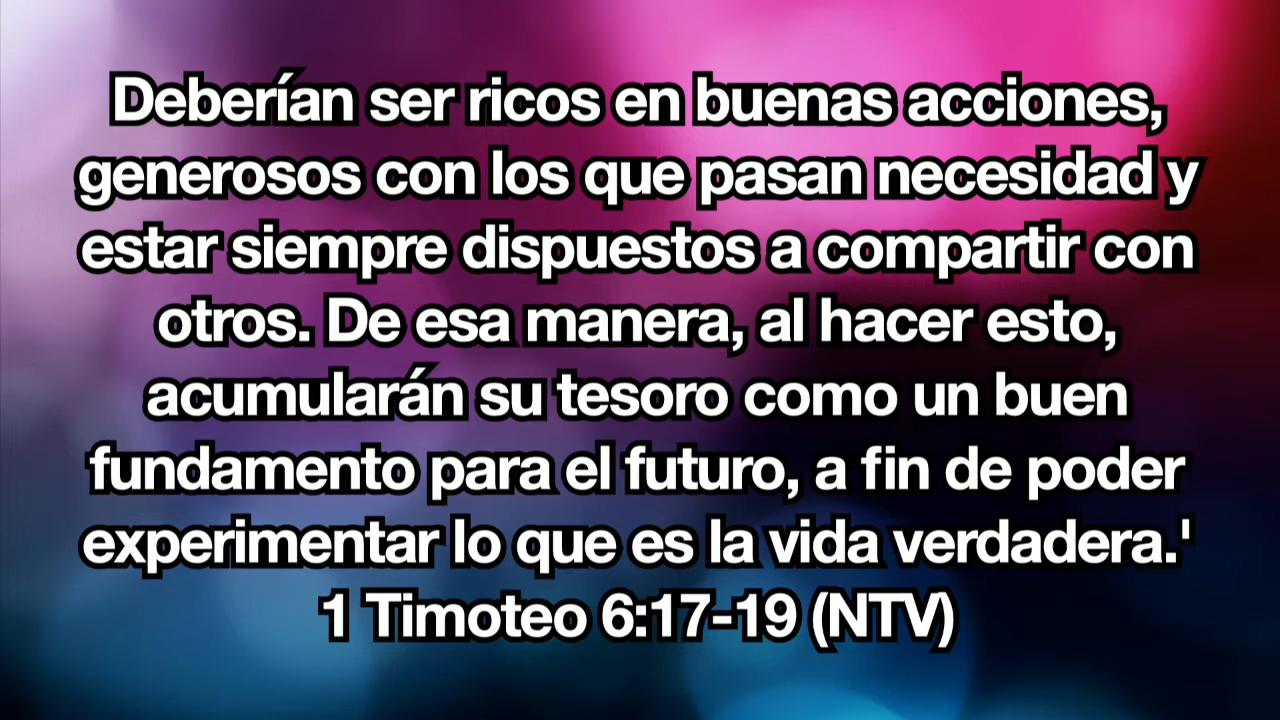 Deberían ser ricos en buenas acciones,
generosos con los que pasan necesidad y
estar siempre dispuestos a compartir con
otros. De esa manera, al hacer esto,
acumularán su tesoro como un buen
fundamento para el futuro, a fin de poder
experimentar lo que es la vida verdadera.'
1 Timoteo 6:17-19 (NTV)